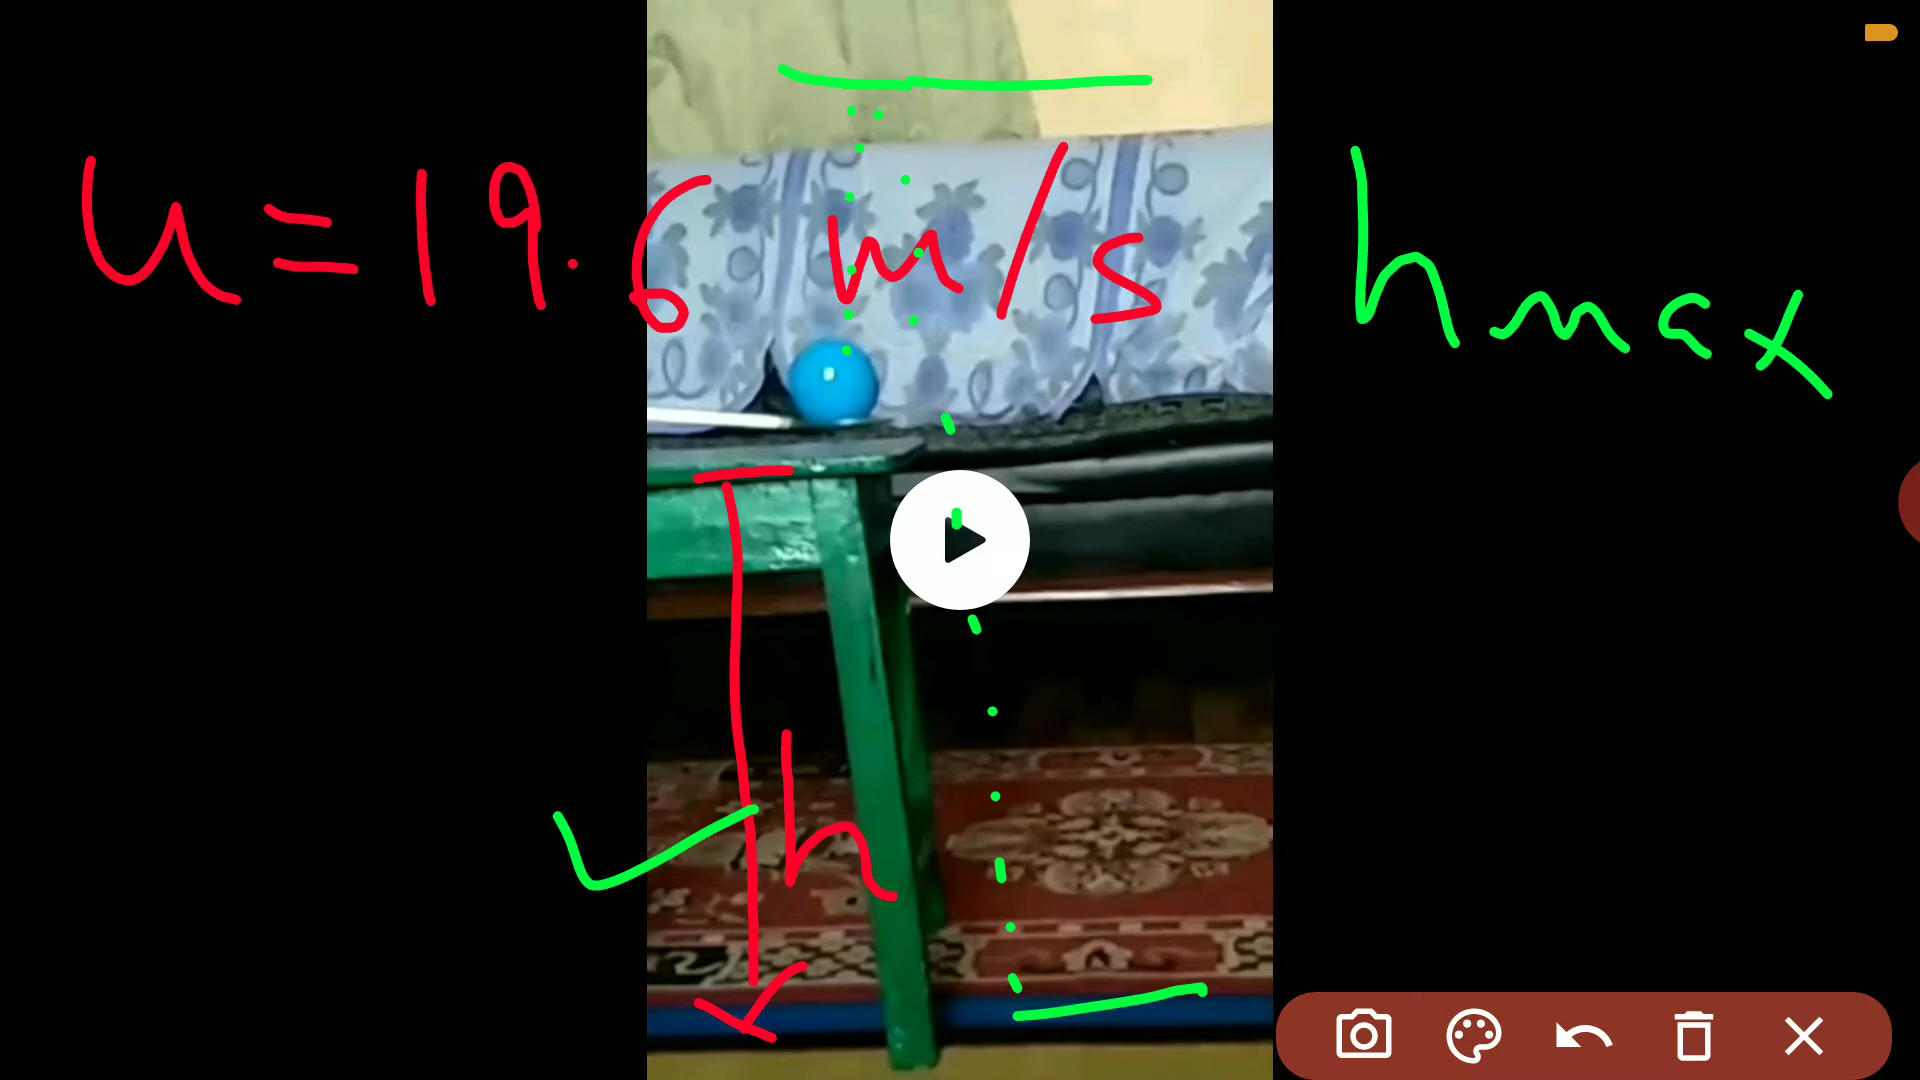 u = 19.6 m/s
hmax
h